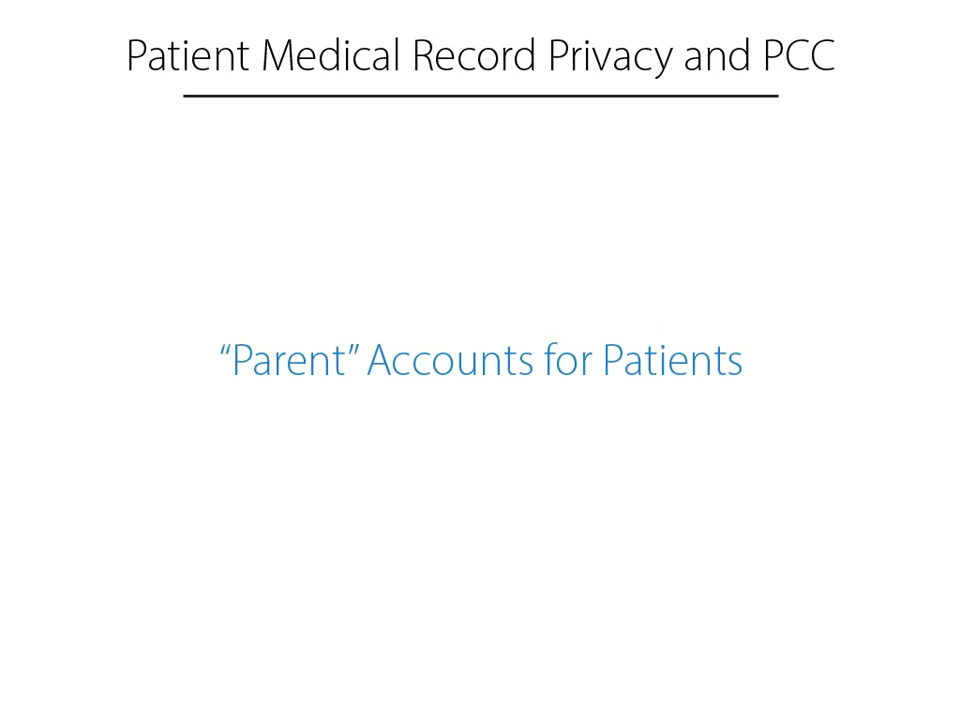 Patient Medical Record Privacy and PCC
“Parent” Accounts for Patients